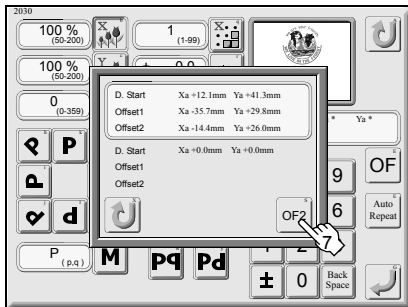 2030
100 %
(50-200)
X
1
(1-99)
X
100 %
(50-200)
0
(0-359)
D. Start Xa +12.1mm Ya +41.3mm
Offset1 Xa -35.7mm Ya +29.8mm
Offset2 Xa -14.4mm Ya +26.0mm
D. Start Xa +0.0mm Ya +0.0mm
Offset1
Offset2
OF2
7
* Ya *
P P
P
d d
P
(p,q)
M
Pq Pd
9
OF
6
Auto
Repeat
± 0
Back
Space